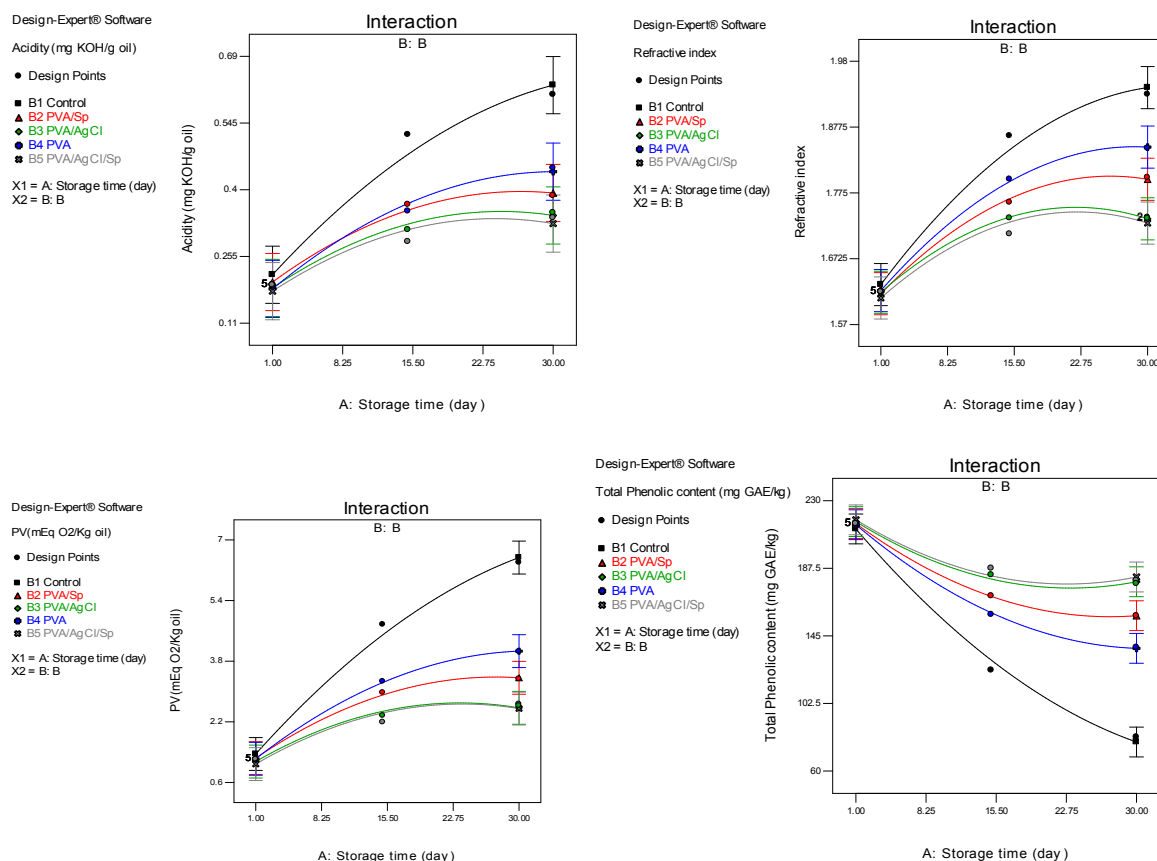 Design-Expert® Software
Acidity (mg KOH/g oil)
Design Points
B1 Control
B2 PVA/Sp
B3 PVA/AgCl
B4 PVA
B5 PVA/AgCl/Sp
X1 = A: Storage time (day)
X2 = B: B
Interaction
B: B
0.69
0.545
0.4
0.255
0.11
Acidity (mg KOH/g oil)
5
1.00 8.25 15.50 22.75 30.00
A: Storage time (day)
Design-Expert® Software
Refractive index
Design Points
B1 Control
B2 PVA/Sp
B3 PVA/AgCl
B4 PVA
B5 PVA/AgCl/Sp
X1 = A: Storage time (day)
X2 = B: B
Interaction
B: B
1.98
1.8775
1.775
1.6725
1.57
Refractive index
5
2
1.00 8.25 15.50 22.75 30.00
A: Storage time (day)
Design-Expert® Software
PV(mEq O2/Kg oil)
Design Points
B1 Control
B2 PVA/Sp
B3 PVA/AgCl
B4 PVA
B5 PVA/AgCl/Sp
X1 = A: Storage time (day)
X2 = B: B
Interaction
B: B
7
5.4
3.8
2.2
0.6
PV(mEq O2/Kg oil)
5
1.00 8.25 15.50 22.75 30.00
A: Storage time (day)
Design-Expert® Software
Total Phenolic content (mg GAE/kg)
Design Points
B1 Control
B2 PVA/Sp
B3 PVA/AgCl
B4 PVA
B5 PVA/AgCl/Sp
X1 = A: Storage time (day)
X2 = B: B
Interaction
B: B
230
187.5
145
102.5
60
Total Phenolic content (mg GAE/kg)
5
1.00 8.25 15.50 22.75 30.00
A: Storage time (day)